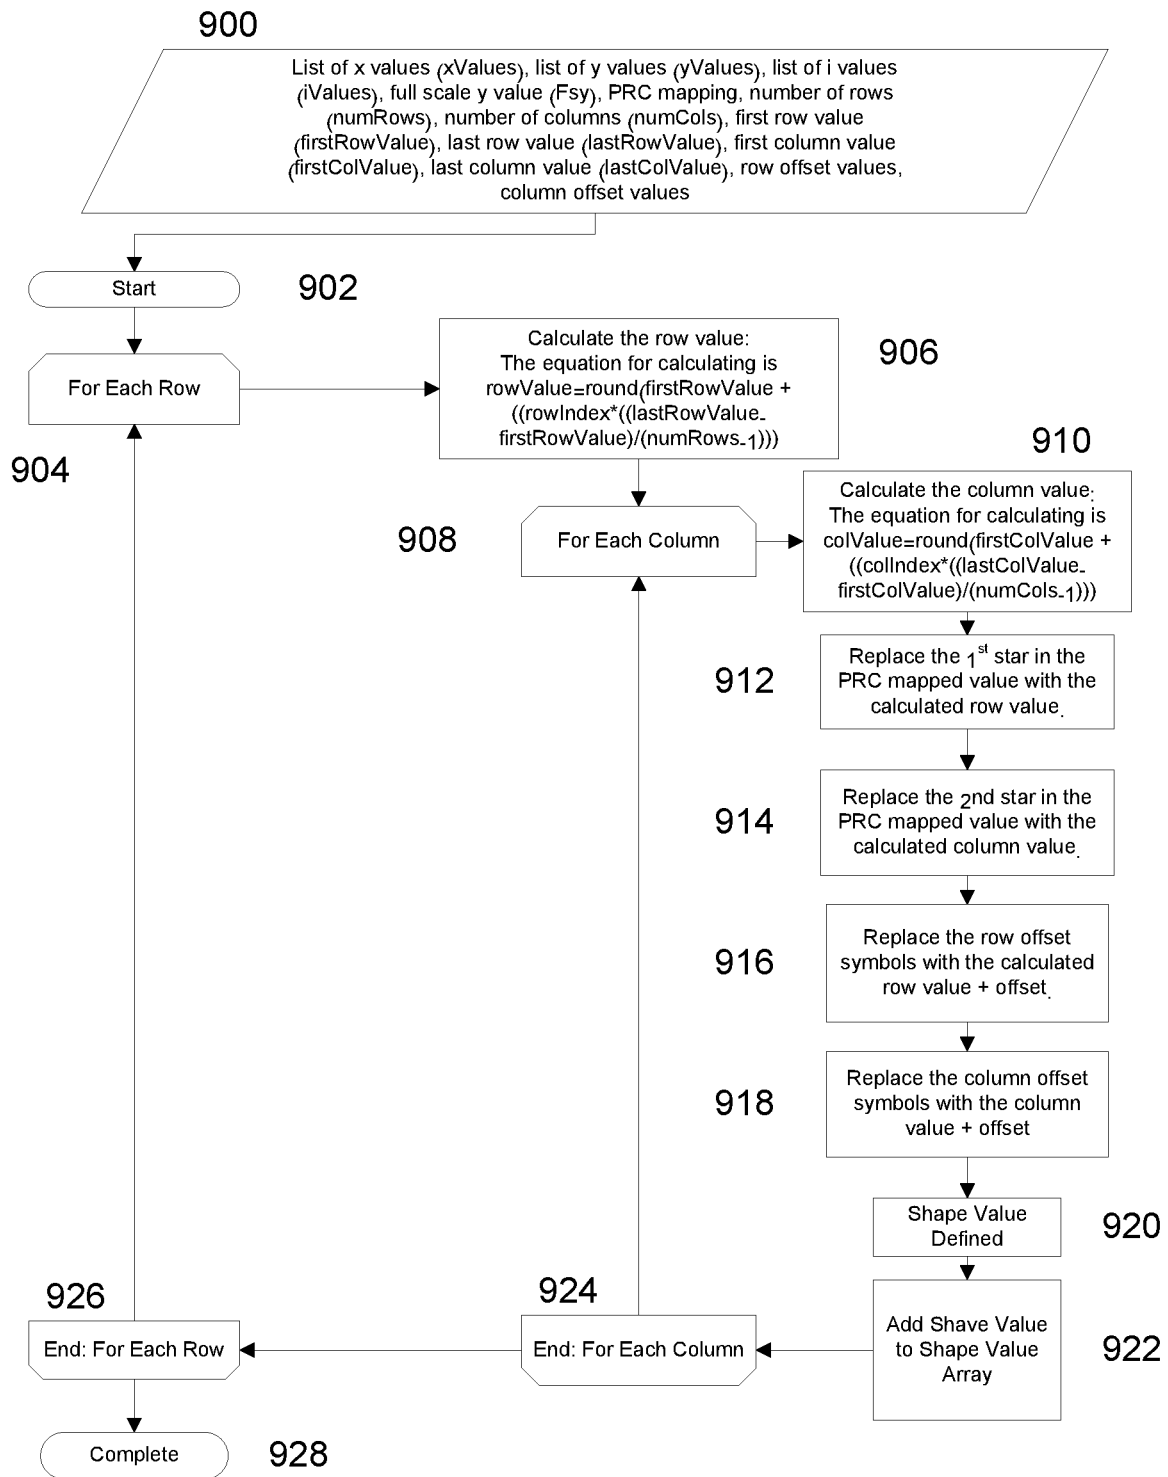 900
List of x values (xValues), list of y values (yValues), list of i values
(iValues), full scale y value (Fsy), PRC mapping, number of rows
(numRows), number of columns (numCols), first row value
(firstRowValue), last row value (lastRowValue), first column value
(firstColValue), last column value (lastColValue), row offset values,
column offset values
Start
902
For Each Row
904
Calculate the row value:
The equation for calculating is
rowValue=round(firstRowValue +
((rowIndex*((lastRowValue-
firstRowValue)/(numRows-1)))
906
For Each Column
908
910
Calculate the column value:
The equation for calculating is
colValue=round(firstColValue +
((colIndex*((lastColValue-
firstColValue)/(numCols-1)))
912
Replace the 1st star in the
PRC mapped value with the
calculated row value.
914
Replace the 2nd star in the
PRC mapped value with the
calculated column value.
916
Replace the row offset
symbols with the calculated
row value + offset.
918
Replace the column offset
symbols with the column
value + offset
Shape Value
Defined
920
Add Shave Value
to Shape Value
Array
922
924
End: For Each Column
926
End: For Each Row
Complete
928